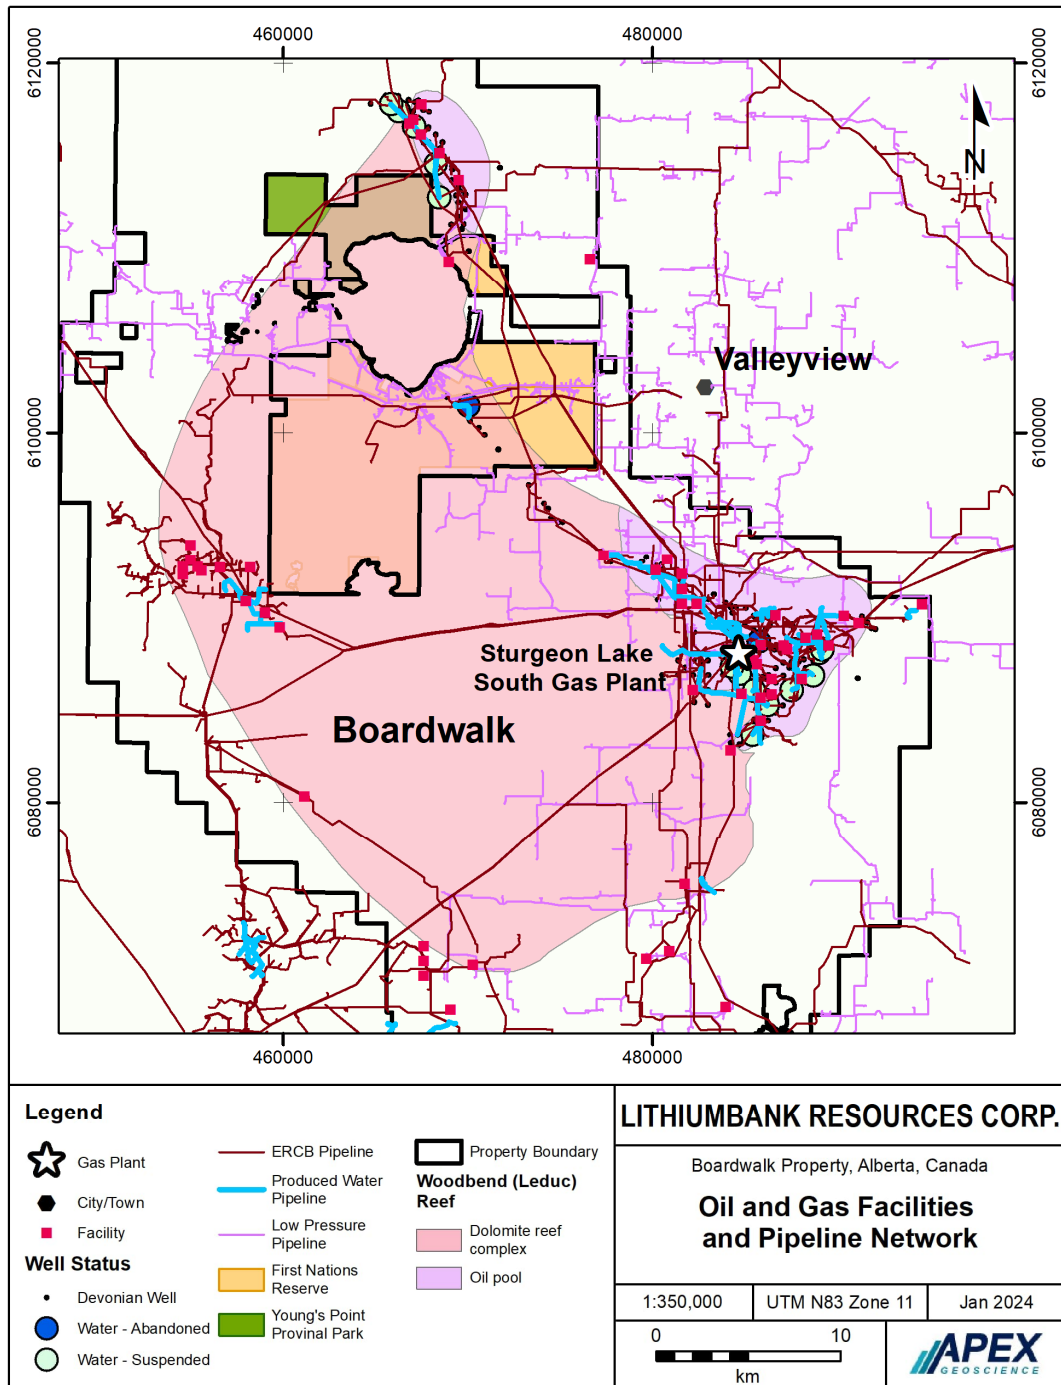 460000
480000
6120000
6120000
N
Valleyview
6100000
6100000
Sturgeon Lake
South Gas Plant
Boardwalk
6080000
6080000
460000
480000
Legend
Gas Plant
City/Town
Facility
Well Status
Devonian Well
Water - Abandoned
Water - Suspended
ERCB Pipeline
Produced Water
Pipeline
Low Pressure
Pipeline
First Nations
Reserve
Young's Point
Provinal Park
Property Boundary
Woodbend (Leduc)
Reef
Dolomite reef
complex
Oil pool
LITHIUMBANK RESOURCES CORP.
Boardwalk Property, Alberta, Canada
Oil and Gas Facilities
and Pipeline Network
1:350,000
UTM N83 Zone 11
Jan 2024
0 10
km
APEX
GEOSCIENCE